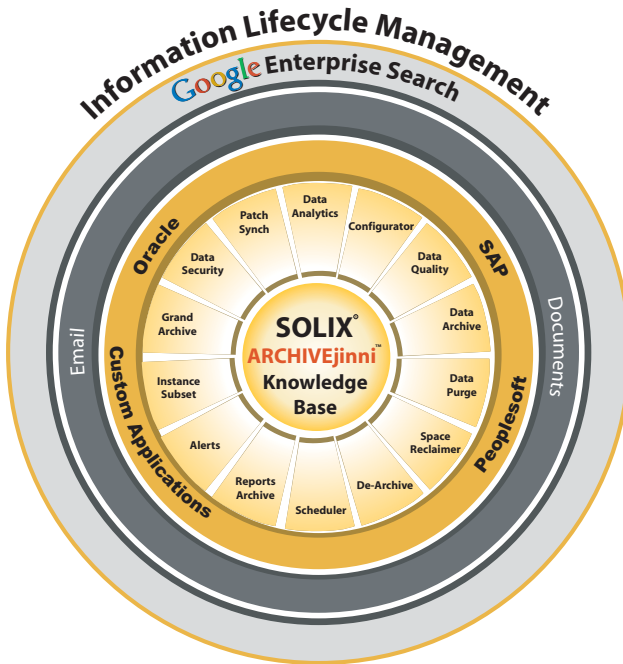 Information Lifecycle Management
Google Enterprise Search
Email
Documents
Oracle
SAP
Peoplesoft
Custom Applications
Data
Analytics
Configurator
Data
Quality
Data
Archive
Data
Purge
Space
Reclaimer
De-Archive
Scheduler
Reports
Archive
Alerts
Instance
Subset
Grand
Archive
Data
Security
Patch
Synch
SOLIX°
ARCHIVEjinni™
Knowledge
Base